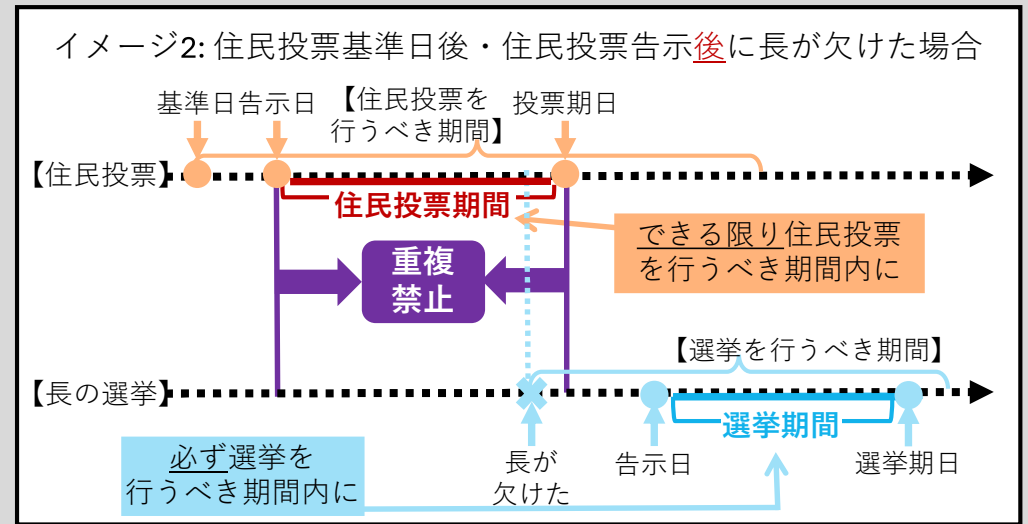 イメージ2: 住民投票基準日後・住民投票告示後に長が欠けた場合
基準日
告示日
【住民投票を
行うべき期間】
投票期日
【住民投票】
住民投票期間
できる限り住民投票
を行うべき期間内に
重複
禁止
【選挙を行うべき期間】
【長の選挙】
選挙期間
必ず選挙を
行うべき期間内に
長が
欠けた
告示日
選挙期日